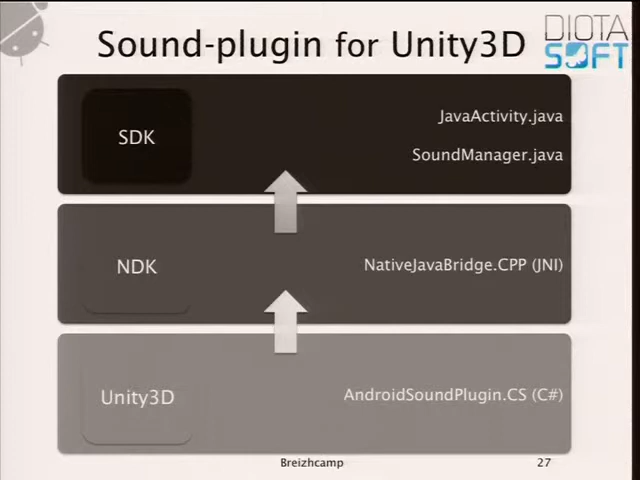 Sound-plugin for Unity3D
DIOTA
SOFT
SDK
JavaActivity.java
SoundManager.java
NDK
NativeJavaBridge.CPP (JNI)
Unity3D
AndroidSoundPlugin.CS (C#)
Breizhcamp
27